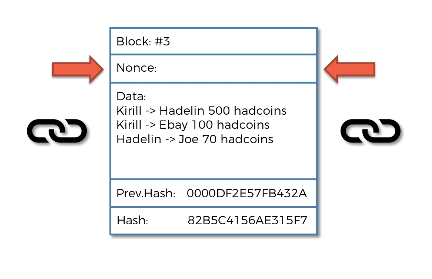 Block: #3
Nonce:
Data:
Kirill -> Hadelin 500 hadcoins
Kirill -> Ebay 100 hadcoins
Hadelin -> Joe 70 hadcoins
Prev.Hash: 0000DF2E57FB432A
Hash: 82B5C4156AE315F7